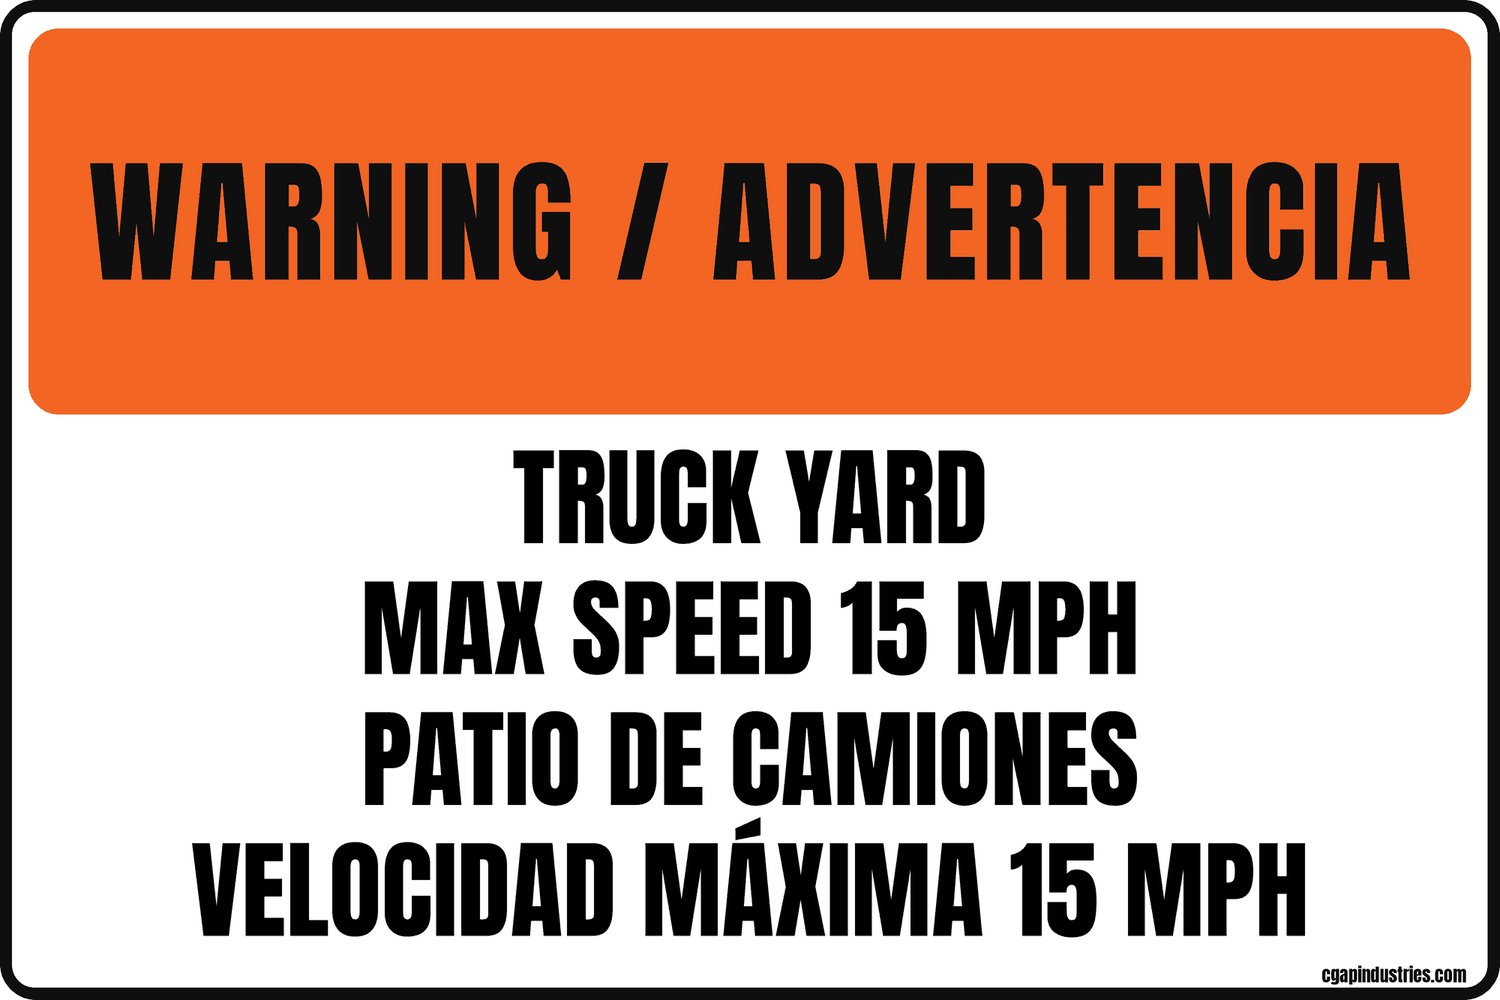 WARNING / ADVERTENCIA
TRUCK YARD
MAX SPEED 15 MPH
PATIO DE CAMIONES
VELOCIDAD MÁXIMA 15 MPH
cgapindustries.com